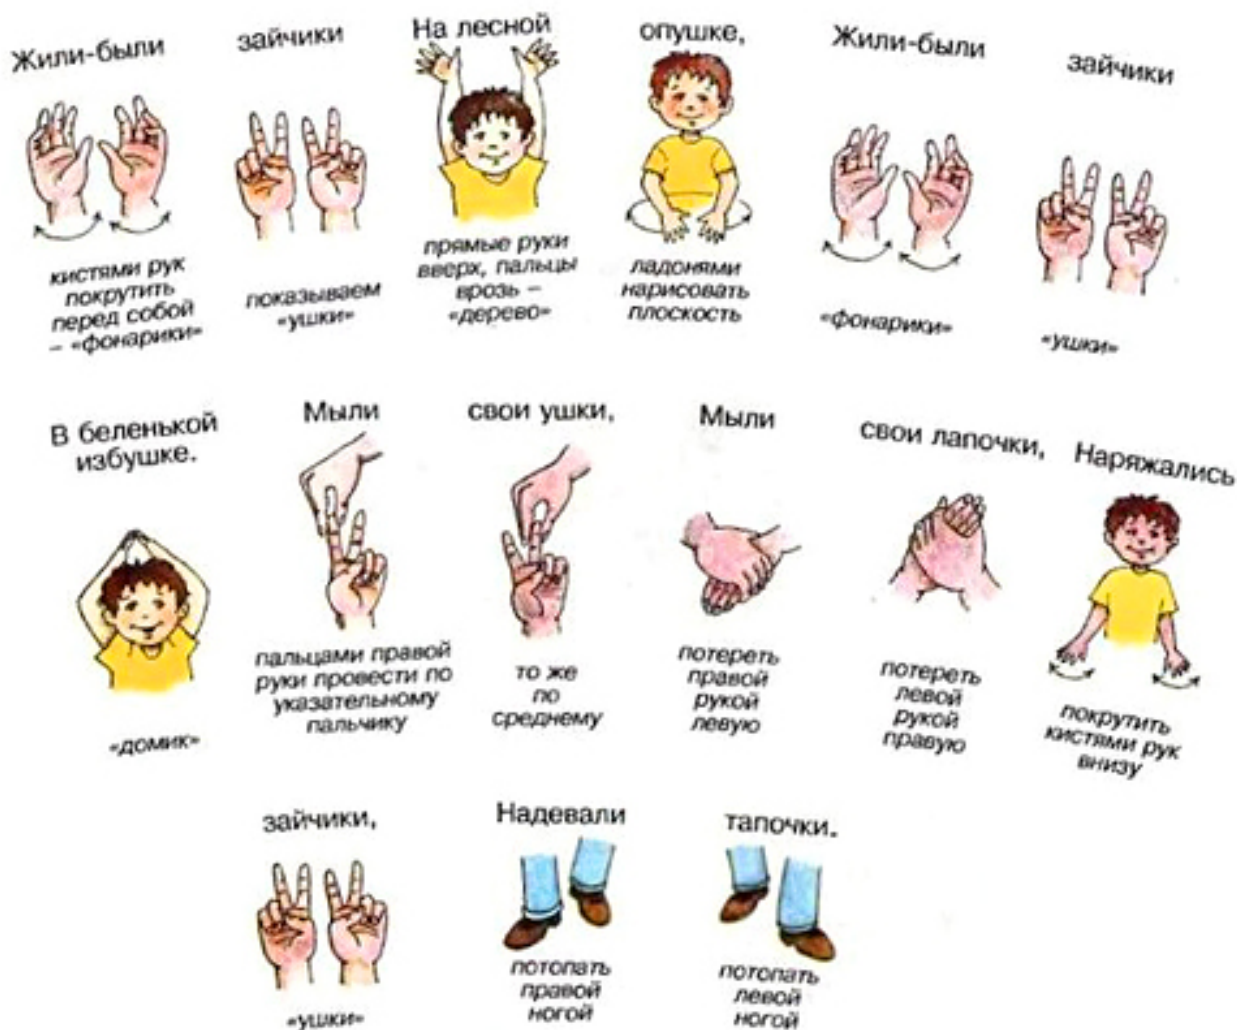 Жили-были
кистями рук
покрутить
перед собой
– «фонарики»
зайчики
показываем
«ушки»
На лесной
прямые руки
вверх, пальцы
врозь –
«дерево»
опушке,
ладонями
нарисовать
плоскость
Жили-были
«фонарики»
зайчики
«ушки»
В беленькой
избушке.
«домик»
Мыли
пальцами правой
руки провести по
указательному
пальчику
свои ушки,
то же
по
среднему
Мыли
потереть
правой
рукой
левую
свои лапочки,
потереть
левой
рукой
правую
Наряжались
покрутить
кистями рук
внизу
зайчики,
«ушки»
Надевали
потопать
правой
ногой
тапочки.
потопать
левой
ногой